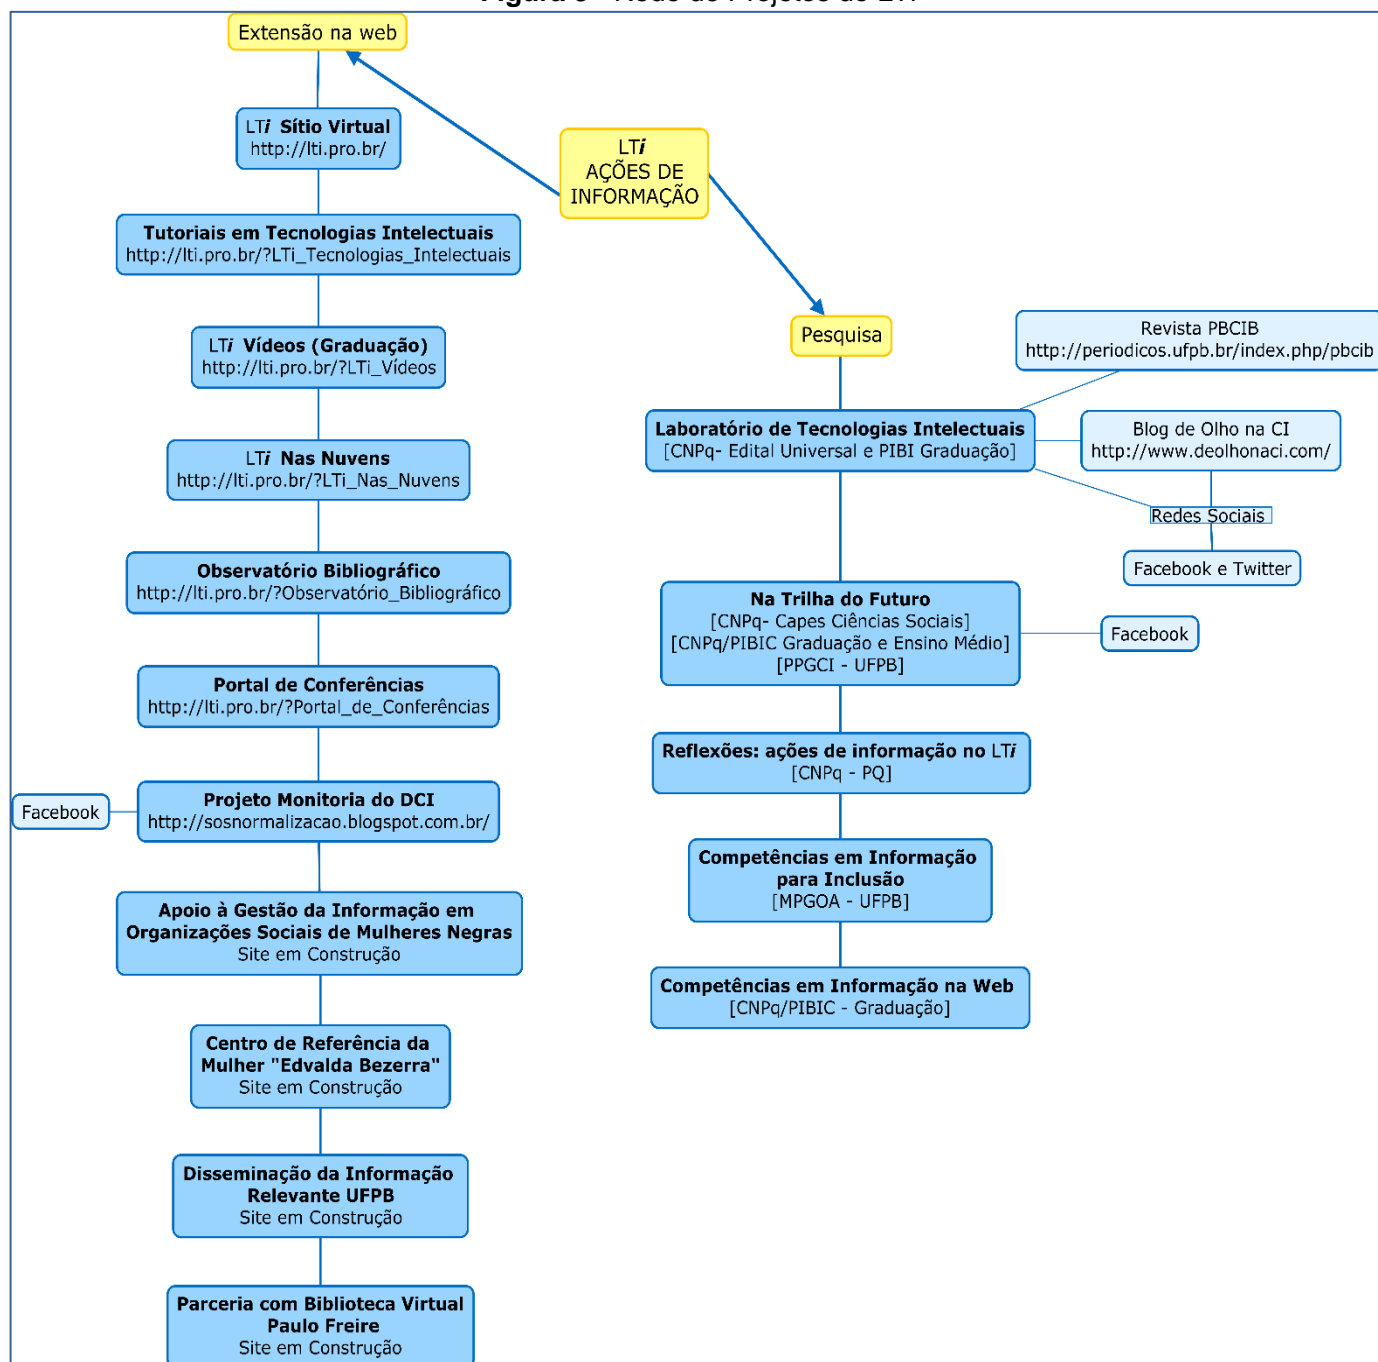 Extensão na web
LTi Sítio Virtual
http://lti.pro.br/
Tutoriais em Tecnologias Intelectuais
http://lti.pro.br/?LTi_Tecnologias_Intelectuais
LTi Vídeos (Graduação)
http://lti.pro.br/?LTi_Vídeos
LTi Nas Nuvens
http://lti.pro.br/?LTi_Nas_Nuvens
Observatório Bibliográfico
http://lti.pro.br/?Observatório_Bibliográfico
Portal de Conferências
http://lti.pro.br/?Portal_de_Conferências
Facebook
Projeto Monitoria do DCI
http://sosnormalizacao.blogspot.com.br/
Apoio à Gestão da Informação em
Organizações Sociais de Mulheres Negras
Site em Construção
Centro de Referência da
Mulher "Edvalda Bezerra"
Site em Construção
Disseminação da Informação
Relevante UFPB
Site em Construção
Parceria com Biblioteca Virtual
Paulo Freire
Site em Construção
LTi
AÇÕES DE
INFORMAÇÃO
Pesquisa
Revista PBCIB
http://periodicos.ufpb.br/index.php/pbcib
Laboratório de Tecnologias Intelectuais
[CNPq- Edital Universal e PIBI Graduação]
Blog de Olho na CI
http://www.deolhonaci.com/
Redes Sociais
Facebook e Twitter
Na Trilha do Futuro
[CNPq- Capes Ciências Sociais]
[CNPq/PIBIC Graduação e Ensino Médio]
[PPGCI - UFPB]
Facebook
Reflexões: ações de informação no LTi
[CNPq - PQ]
Competências em Informação
para Inclusão
[MPGOA - UFPB]
Competências em Informação na Web
[CNPq/PIBIC - Graduação]